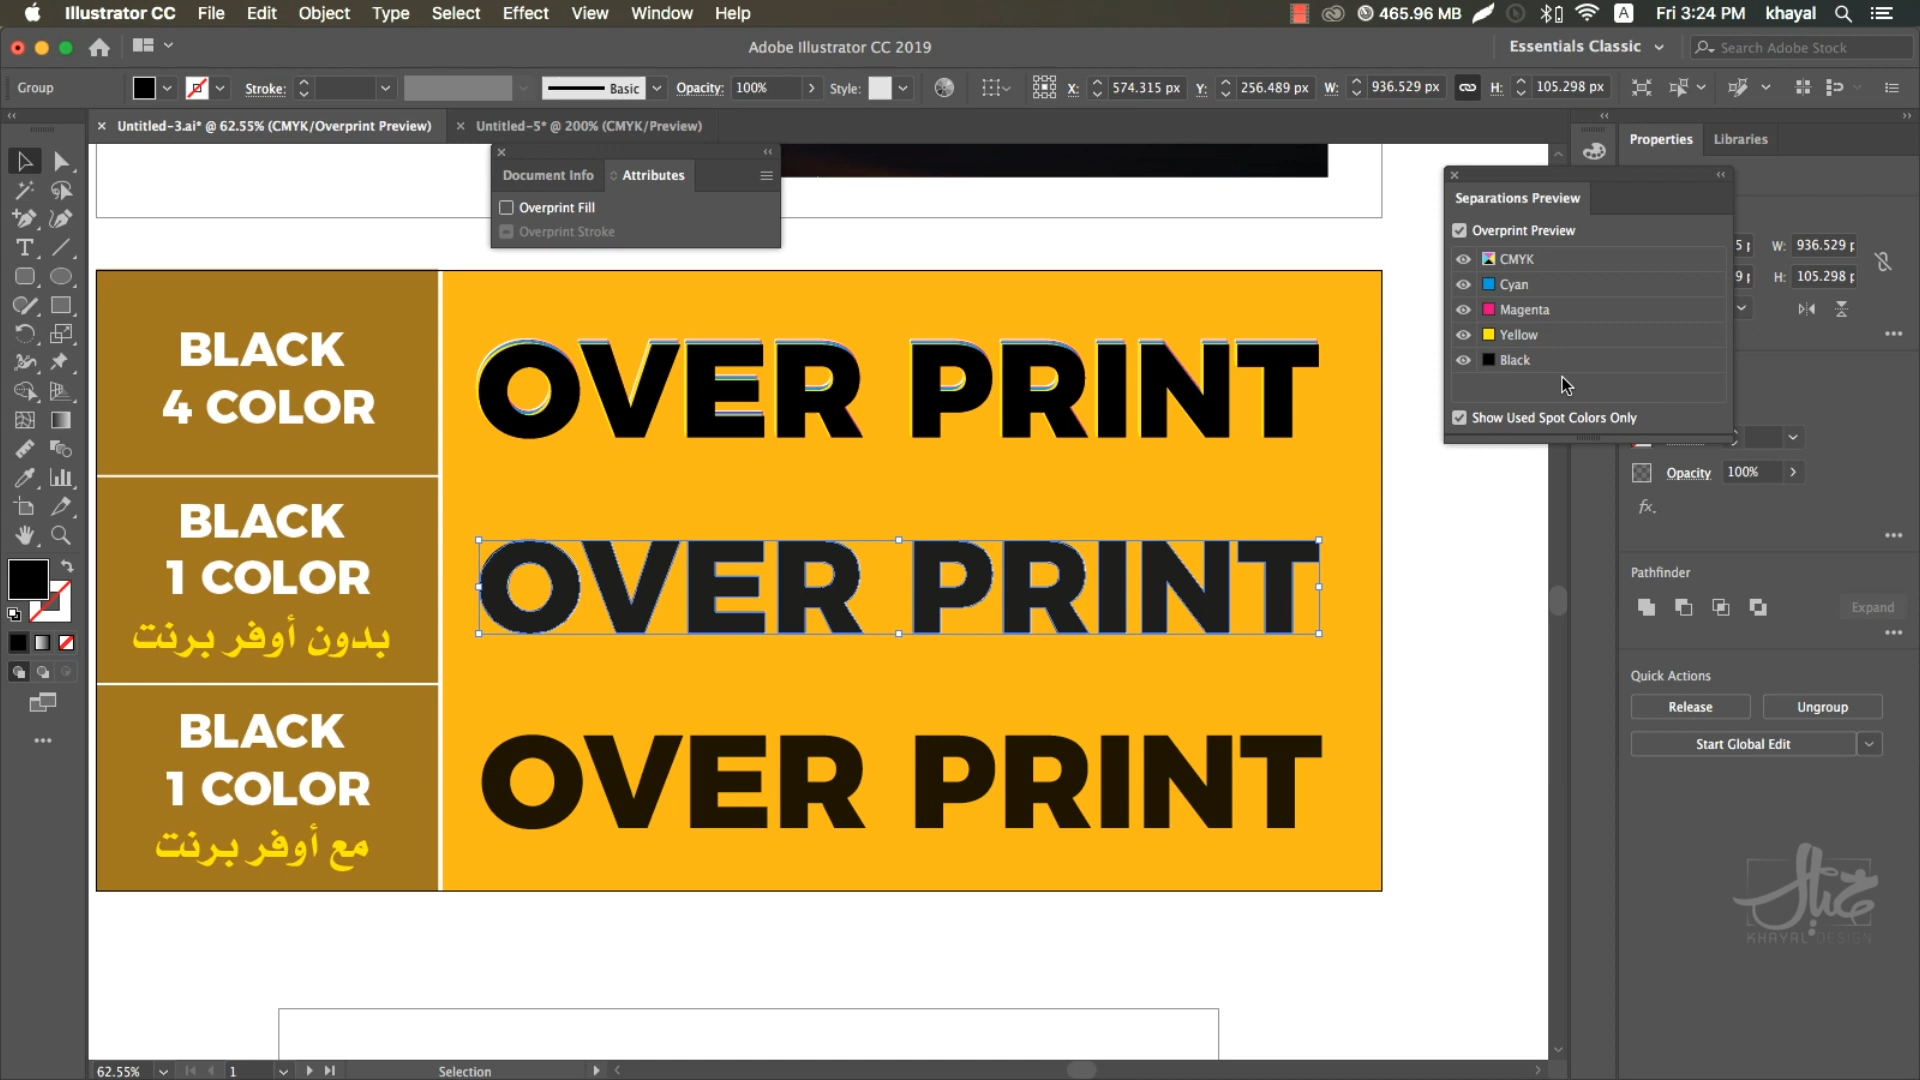 Illustrator CC File Edit Object Type Select Effect View Window Help 465.96 MB A Fri 3:24 PM khayal
Adobe Illustrator CC 2019 Essentials Classic Search Adobe Stock
Group Stroke: Basic Opacity: 100% Style: X: 574.315 px Y: 256.489 px W: 936.529 px H: 105.298 px
Untitled-3.ai* @ 62.55% (CMYK/Overprint Preview) Untitled-5* @ 200% (CMYK/Preview)
Document Info Attributes
Overprint Fill
Overprint Stroke
Properties Libraries
Separations Preview
Overprint Preview
CMYK
Cyan
Magenta
Yellow
Black
Show Used Spot Colors Only
W: 936.529 p
H: 105.298 p
Opacity 100%
fx.
Pathfinder
Expand
Quick Actions
Release Ungroup
Start Global Edit
BLACK
4 COLOR
OVER PRINT
BLACK
1 COLOR
بدون أوفر برنت
OVER PRINT
BLACK
1 COLOR
مع أوفر برنت
OVER PRINT
خيال
KHAYAL DESIGN
62.55% 1 Selection